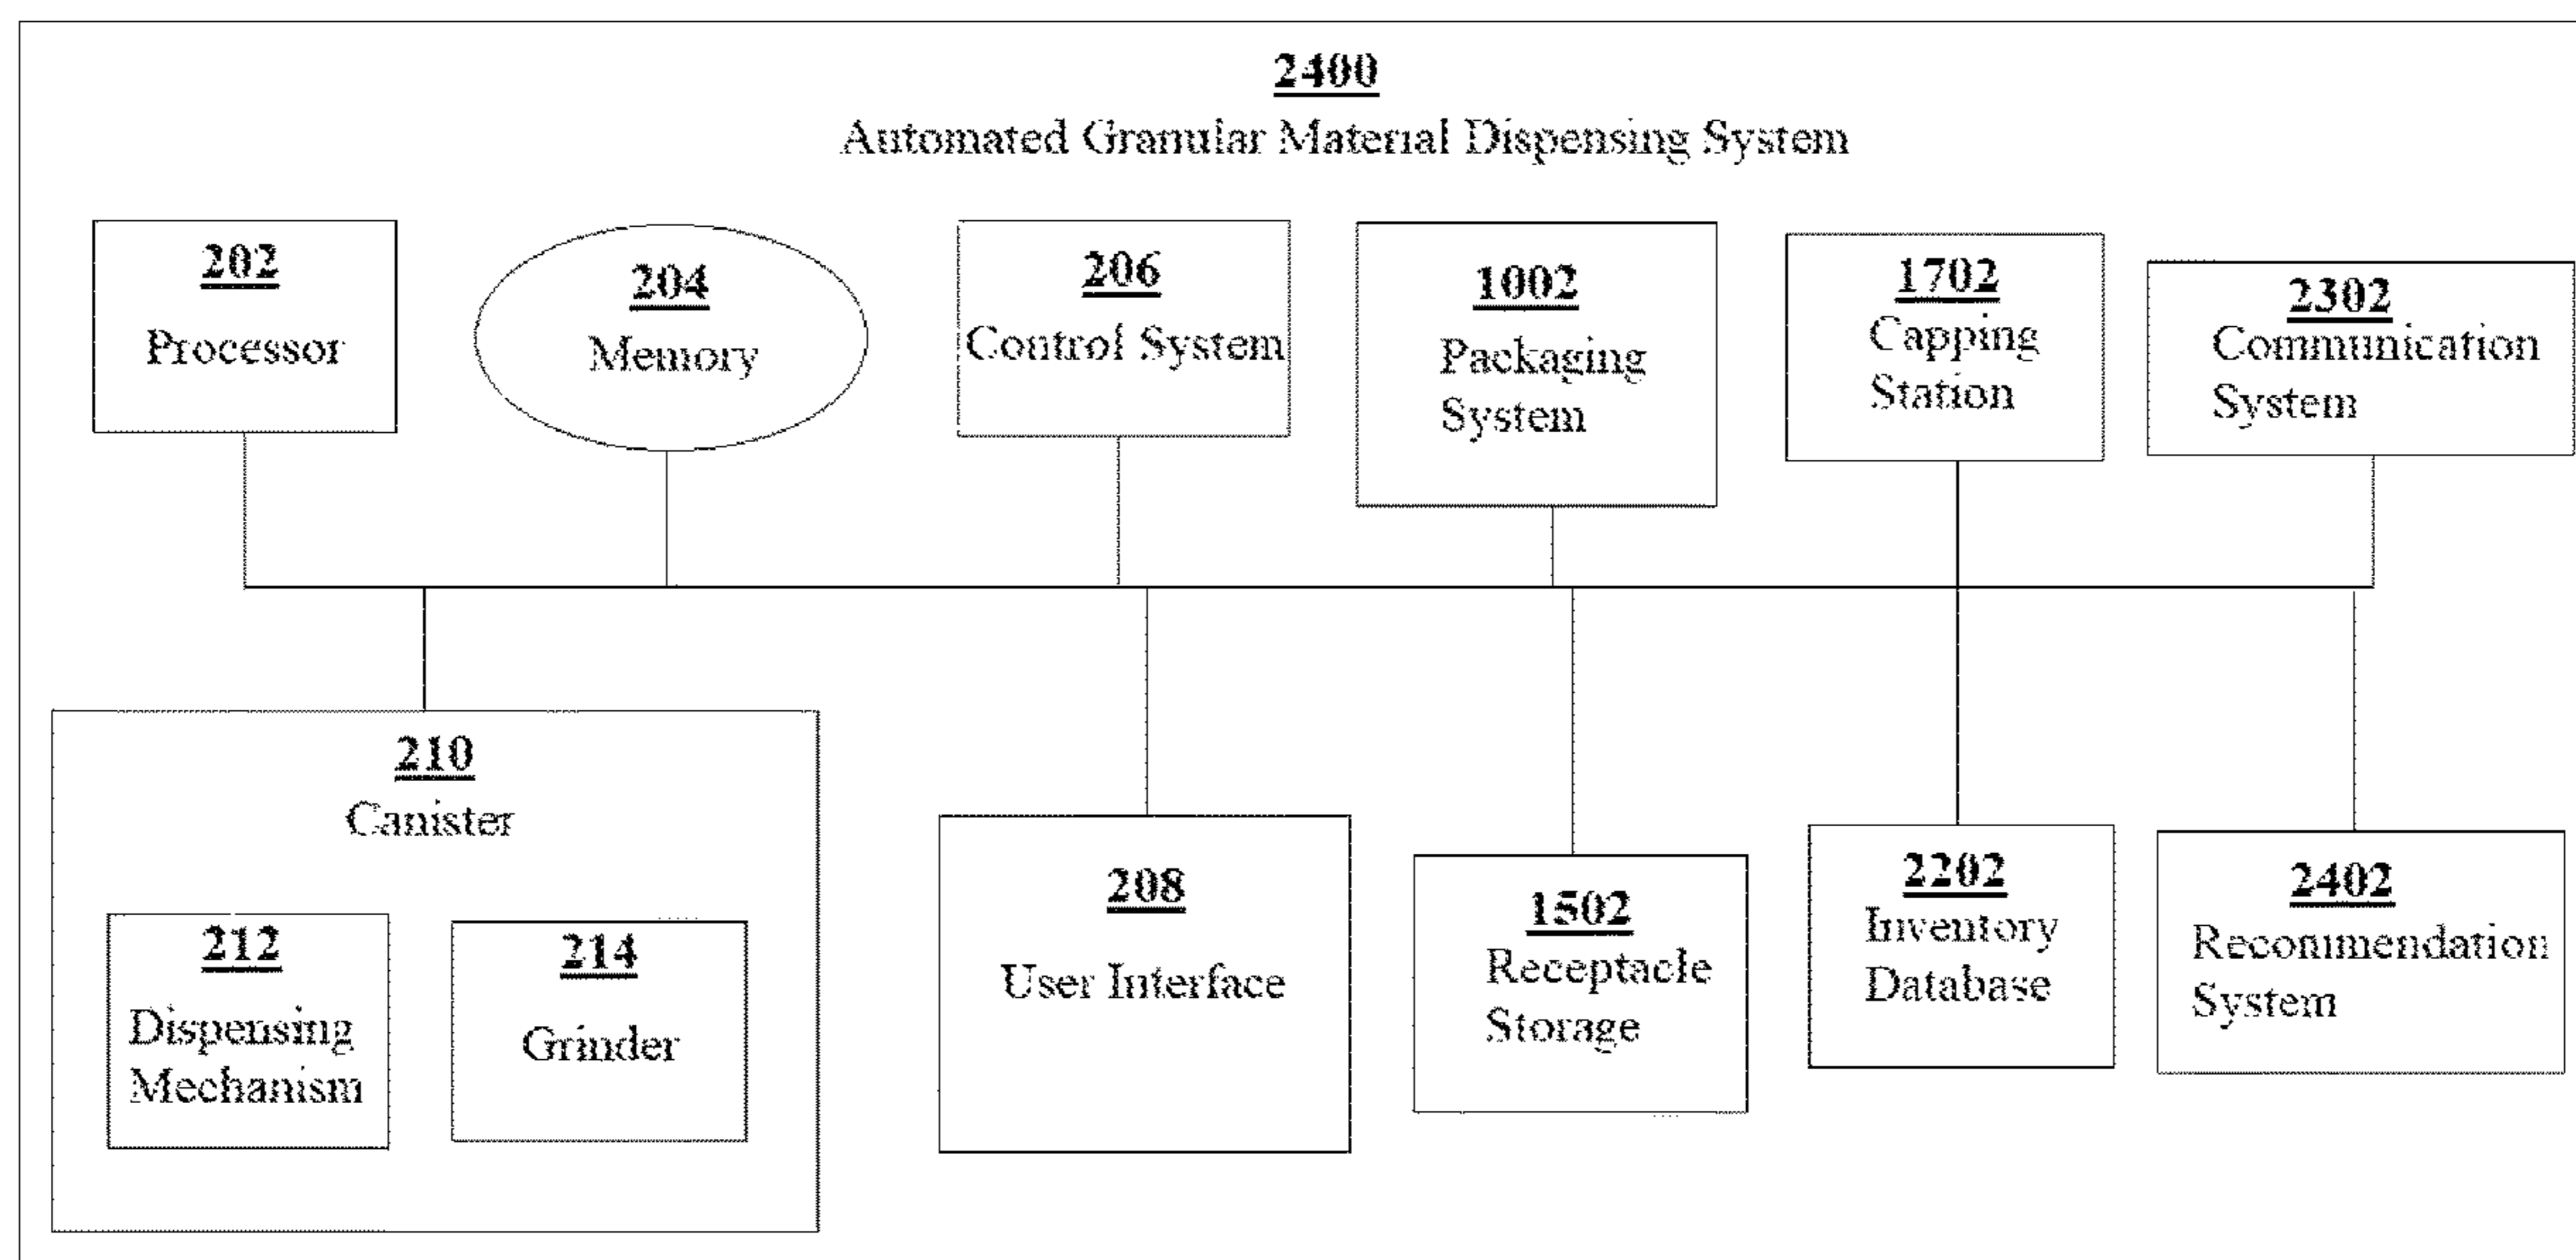 2400
Automated Granular Material Dispensing System
202
Processor
204
Memory
206
Control System
1002
Packaging
System
1702
Capping
Station
2302
Communication
System
210
Canister
212
Dispensing
Mechanism
214
Grinder
208
User Interface
1502
Receptacle
Storage
2202
Inventory
Database
2402
Recommendation
System